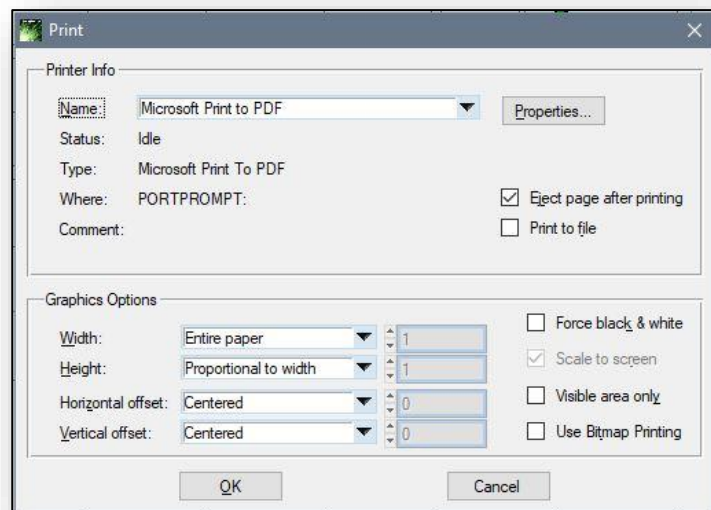 Print
Printer Info
Name: Microsoft Print to PDF Properties...
Status: Idle
Type: Microsoft Print To PDF
Where: PORTPROMPT: Eject page after printing
Comment: Print to file
Graphics Options
Width: Entire paper 1 Force black & white
Height: Proportional to width 1 Scale to screen
Horizontal offset: Centered 0 Visible area only
Vertical offset: Centered 0 Use Bitmap Printing
OK Cancel